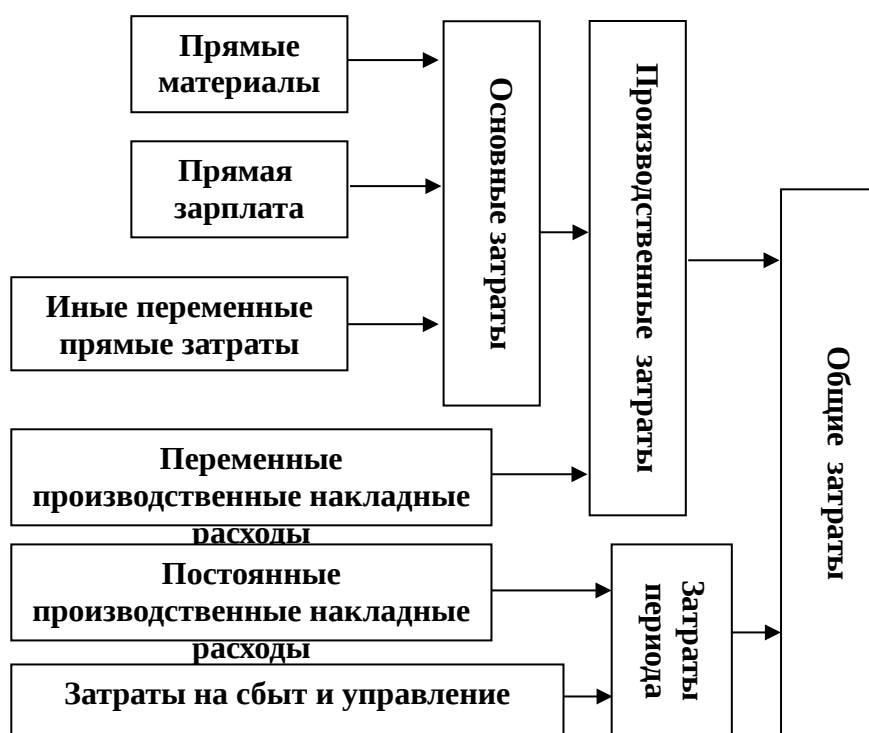 Прямые
материалы
Прямая
зарплата
Иные переменные
прямые затраты
Переменные
производственные накладные
расходы
Постоянные
производственные накладные
расходы
Затраты на сбыт и управление
Основные затраты
Производственные затраты
Затраты
периода
Общие затраты